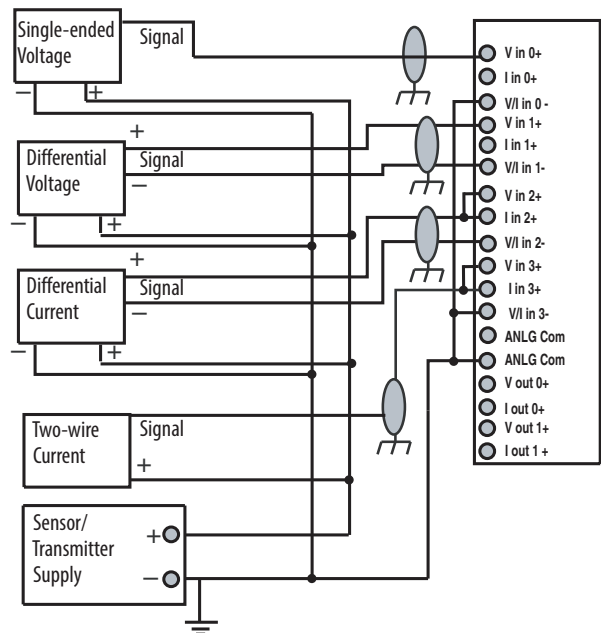 Single-ended
Voltage
Signal
−
+
+
Differential
Voltage
Signal
−
−
+
+
Differential
Current
Signal
−
−
+
Two-wire
Current
Signal
+
Sensor/
Transmitter
Supply
+
−
V in 0+
I in 0+
V/I in 0 -
V in 1+
I in 1+
V/I in 1-
V in 2+
I in 2+
V/I in 2-
V in 3+
I in 3+
V/I in 3-
ANLG Com
ANLG Com
V out 0+
I out 0+
V out 1+
I out 1 +